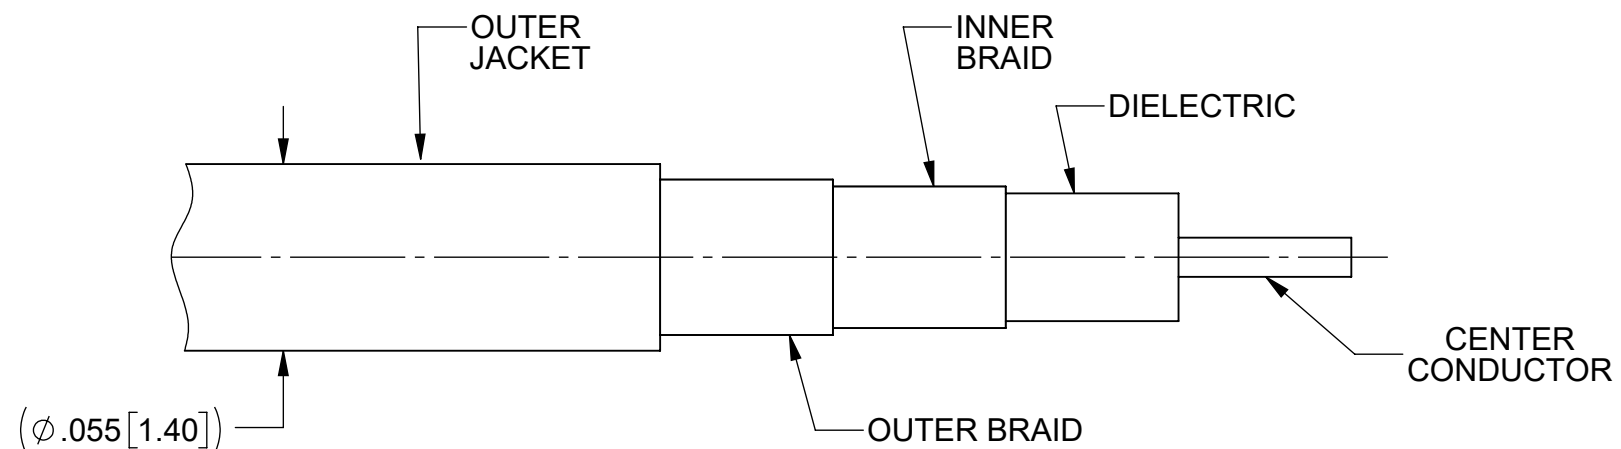 OUTER
JACKET
INNER
BRAID
DIELECTRIC
CENTER
CONDUCTOR
(⌀.055[1.40])
OUTER BRAID